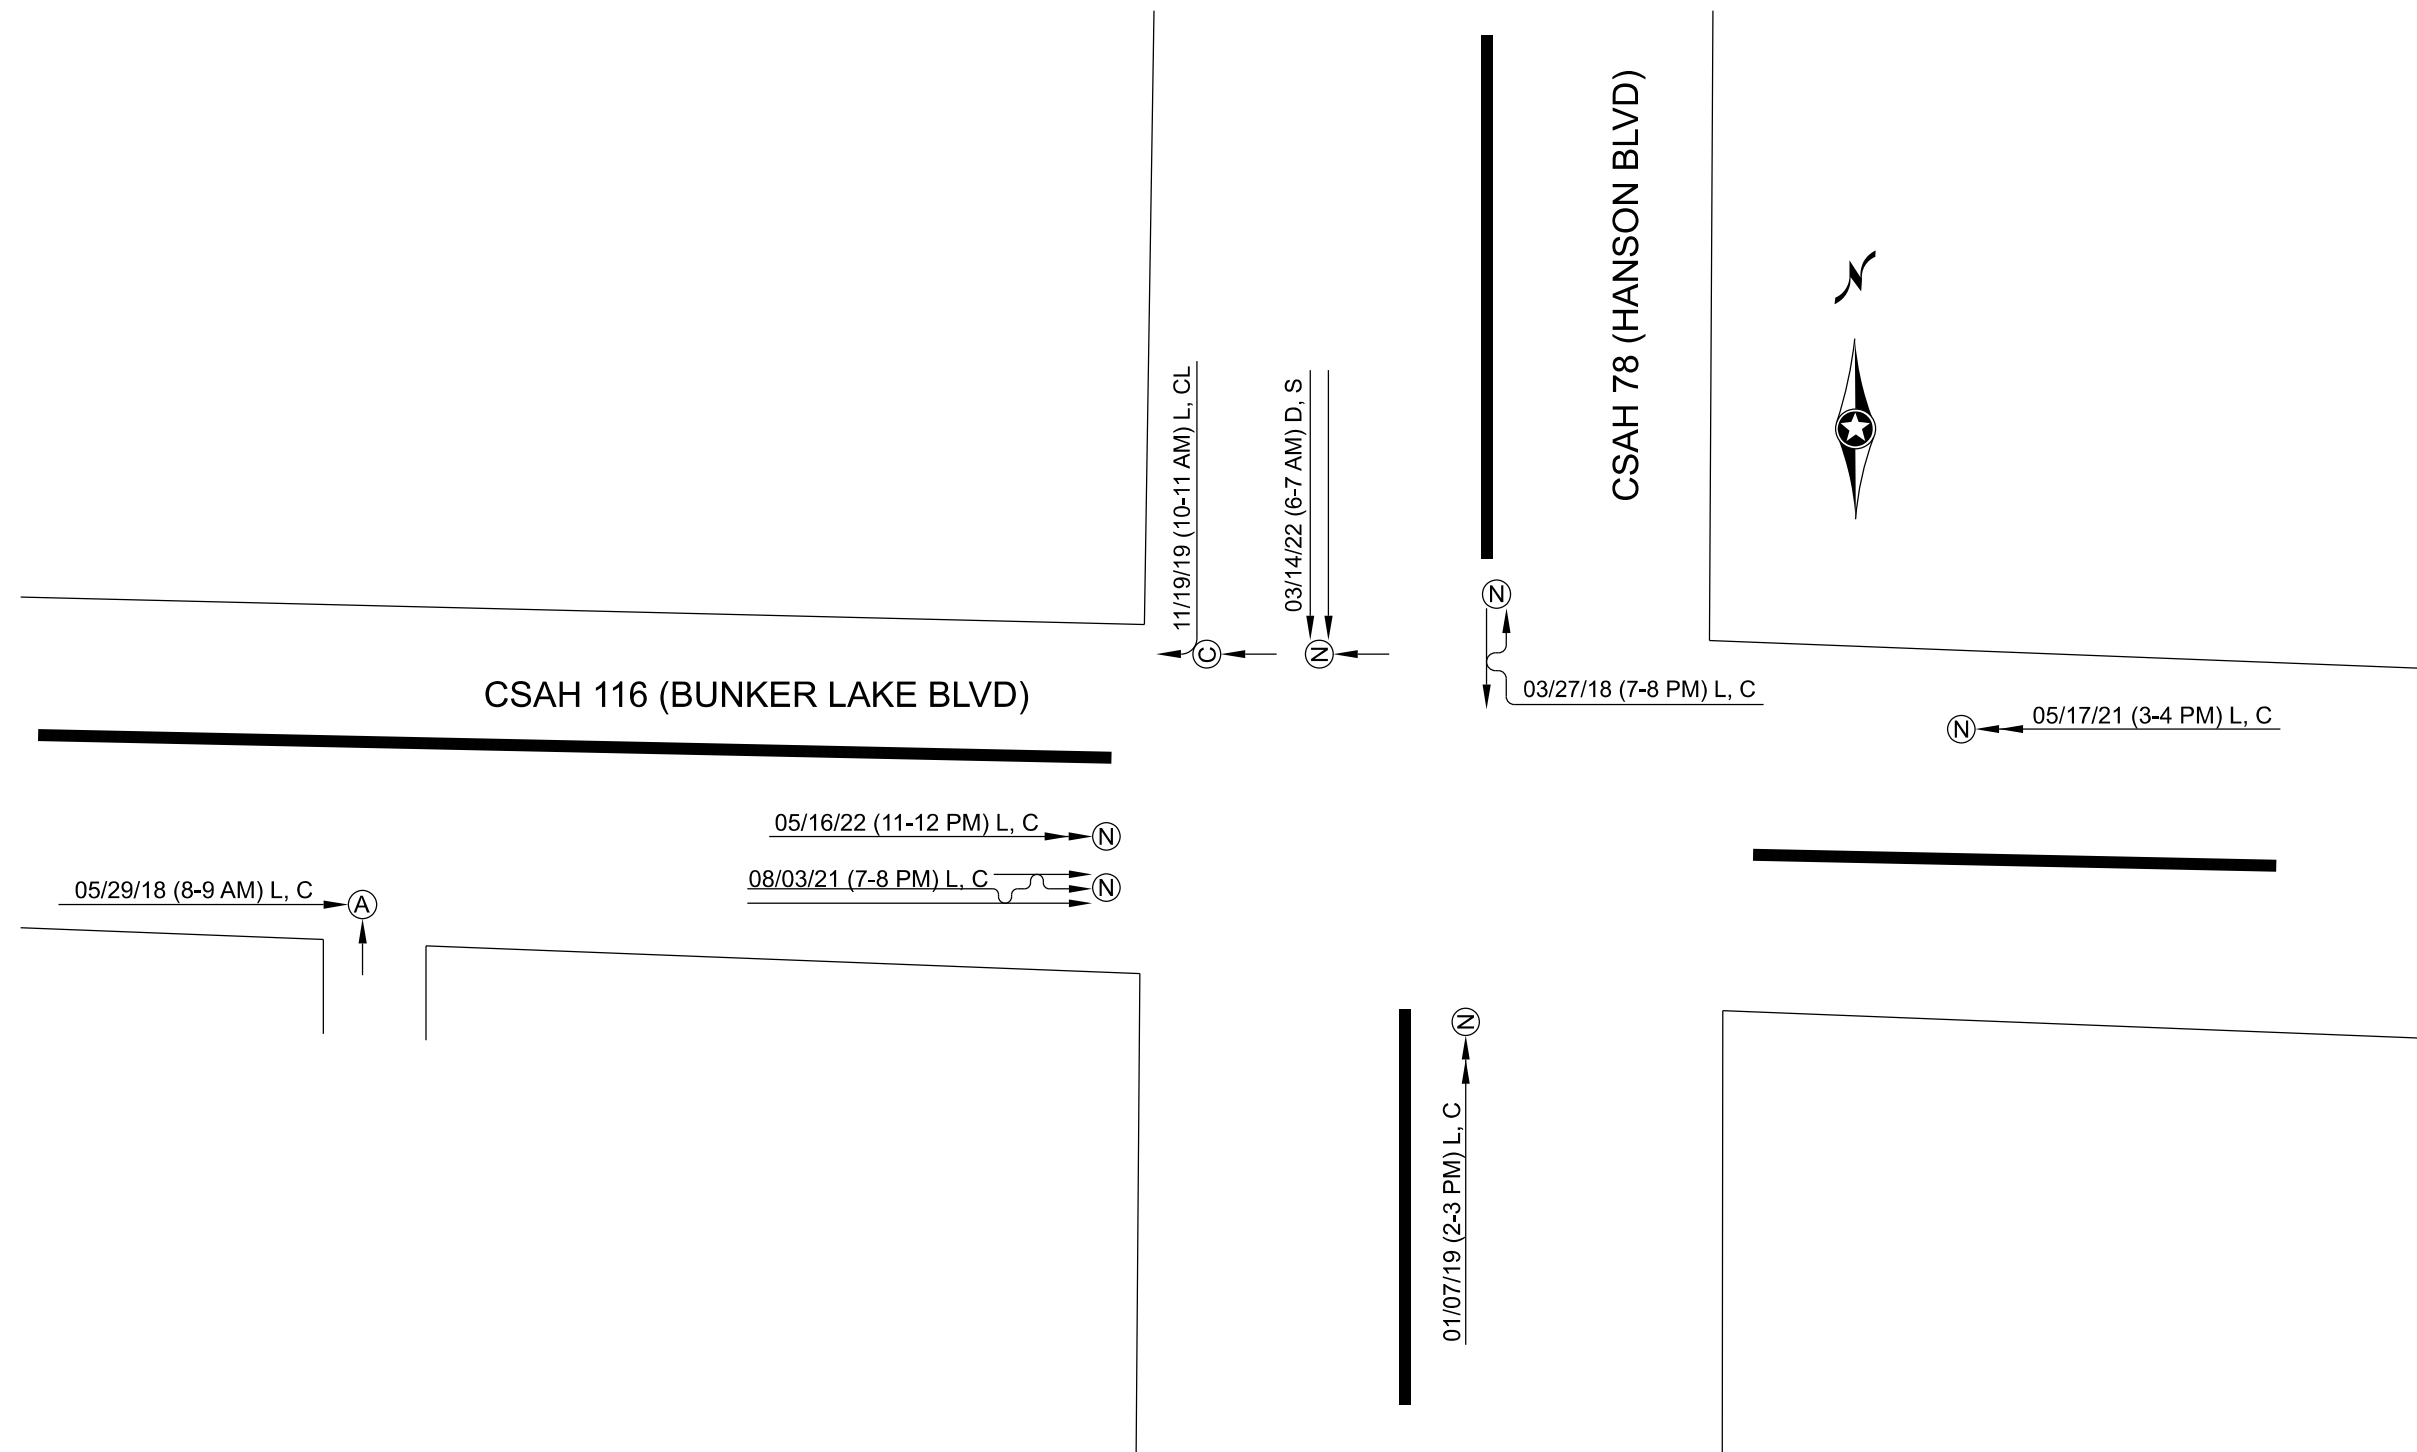 CSAH 78 (HANSON BLVD)
N
11/19/19 (10-11 AM) L, CL
03/14/22 (6-7 AM) D, S
N
C
N
CSAH 116 (BUNKER LAKE BLVD)
03/27/18 (7-8 PM) L, C
N
05/17/21 (3-4 PM) L, C
05/16/22 (11-12 PM) L, C
N
08/03/21 (7-8 PM) L, C
N
05/29/18 (8-9 AM) L, C
A
N
01/07/19 (2-3 PM) L, C